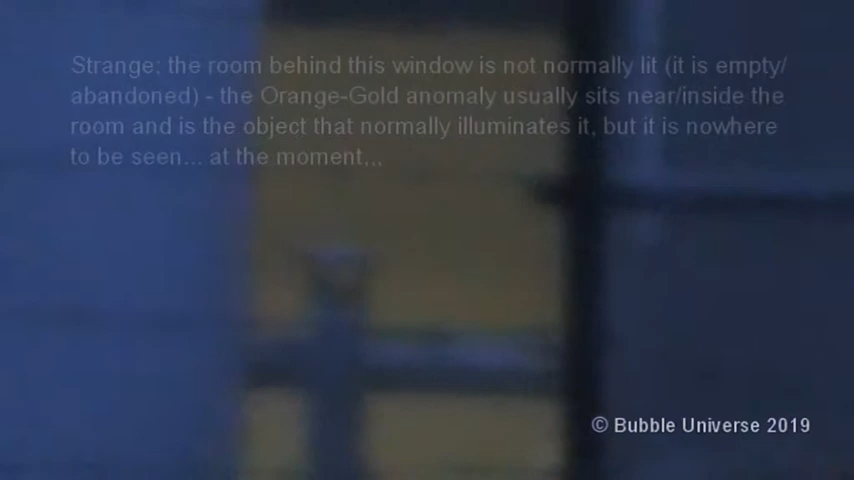 Strange; the room behind this window is not normally lit (it is empty/
abandoned) - the Orange-Gold anomaly usually sits near/inside the
room and is the object that normally illuminates it, but it is nowhere
to be seen... at the moment...
© Bubble Universe 2019